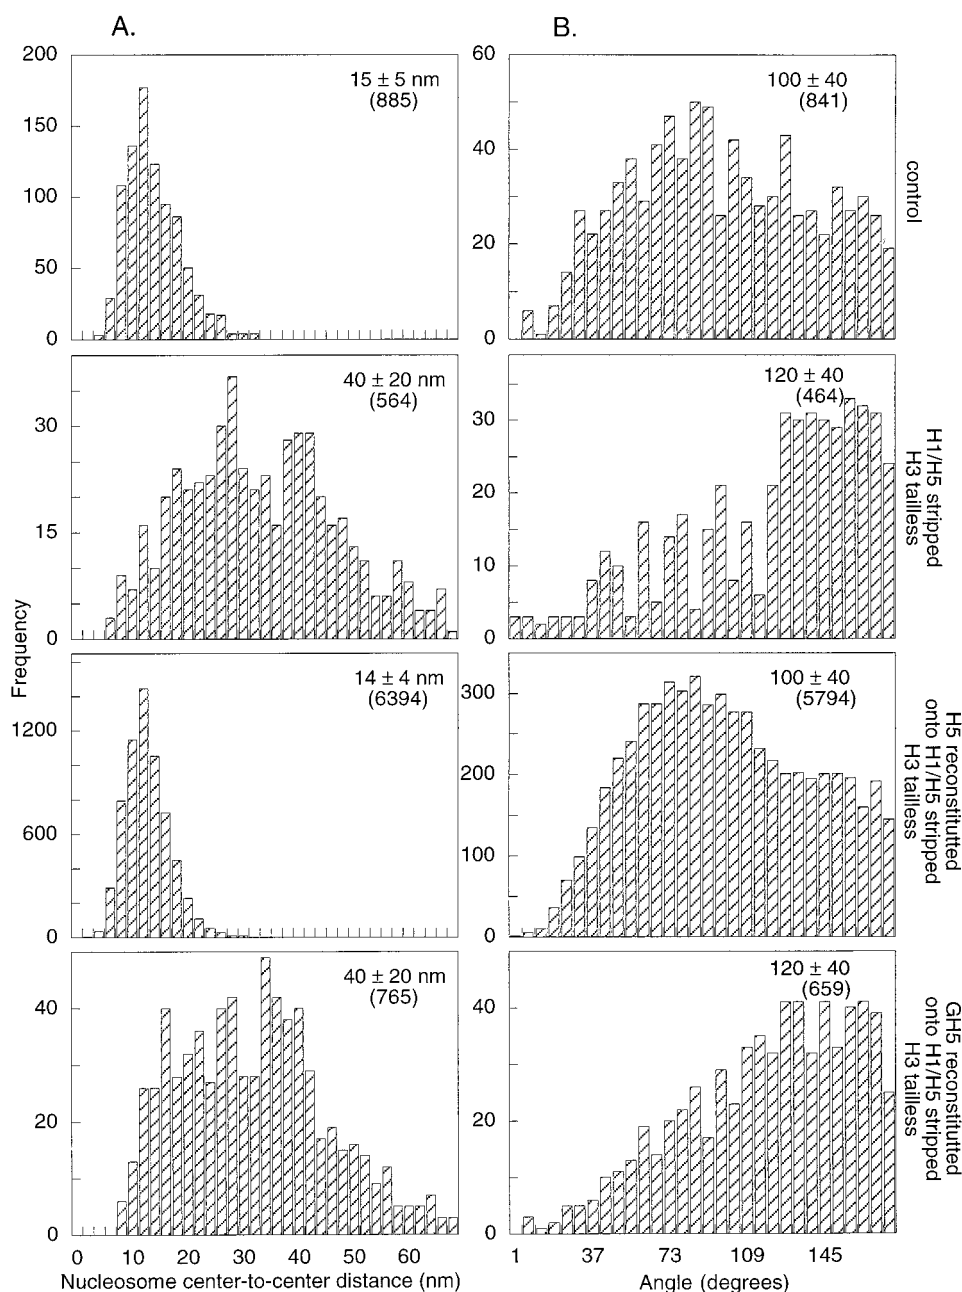 A.
B.
200
150
100
50
0
15 ± 5 nm
(885)
60
40
20
0
100 ± 40
(841)
control
30
15
0
40 ± 20 nm
(564)
30
20
10
0
120 ± 40
(464)
H1/H5 stripped
H3 tailless
Frequency
1200
600
0
14 ± 4 nm
(6394)
300
200
100
0
100 ± 40
(5794)
H5 reconstitutted
onto H1/H5 stripped
H3 tailless
40
20
0
40 ± 20 nm
(765)
40
20
0
120 ± 40
(659)
GH5 reconstitutted
onto H1/H5 stripped
H3 tailless
0 10 20 30 40 50 60
Nucleosome center-to-center distance (nm)
1 37 73 109 145
Angle (degrees)